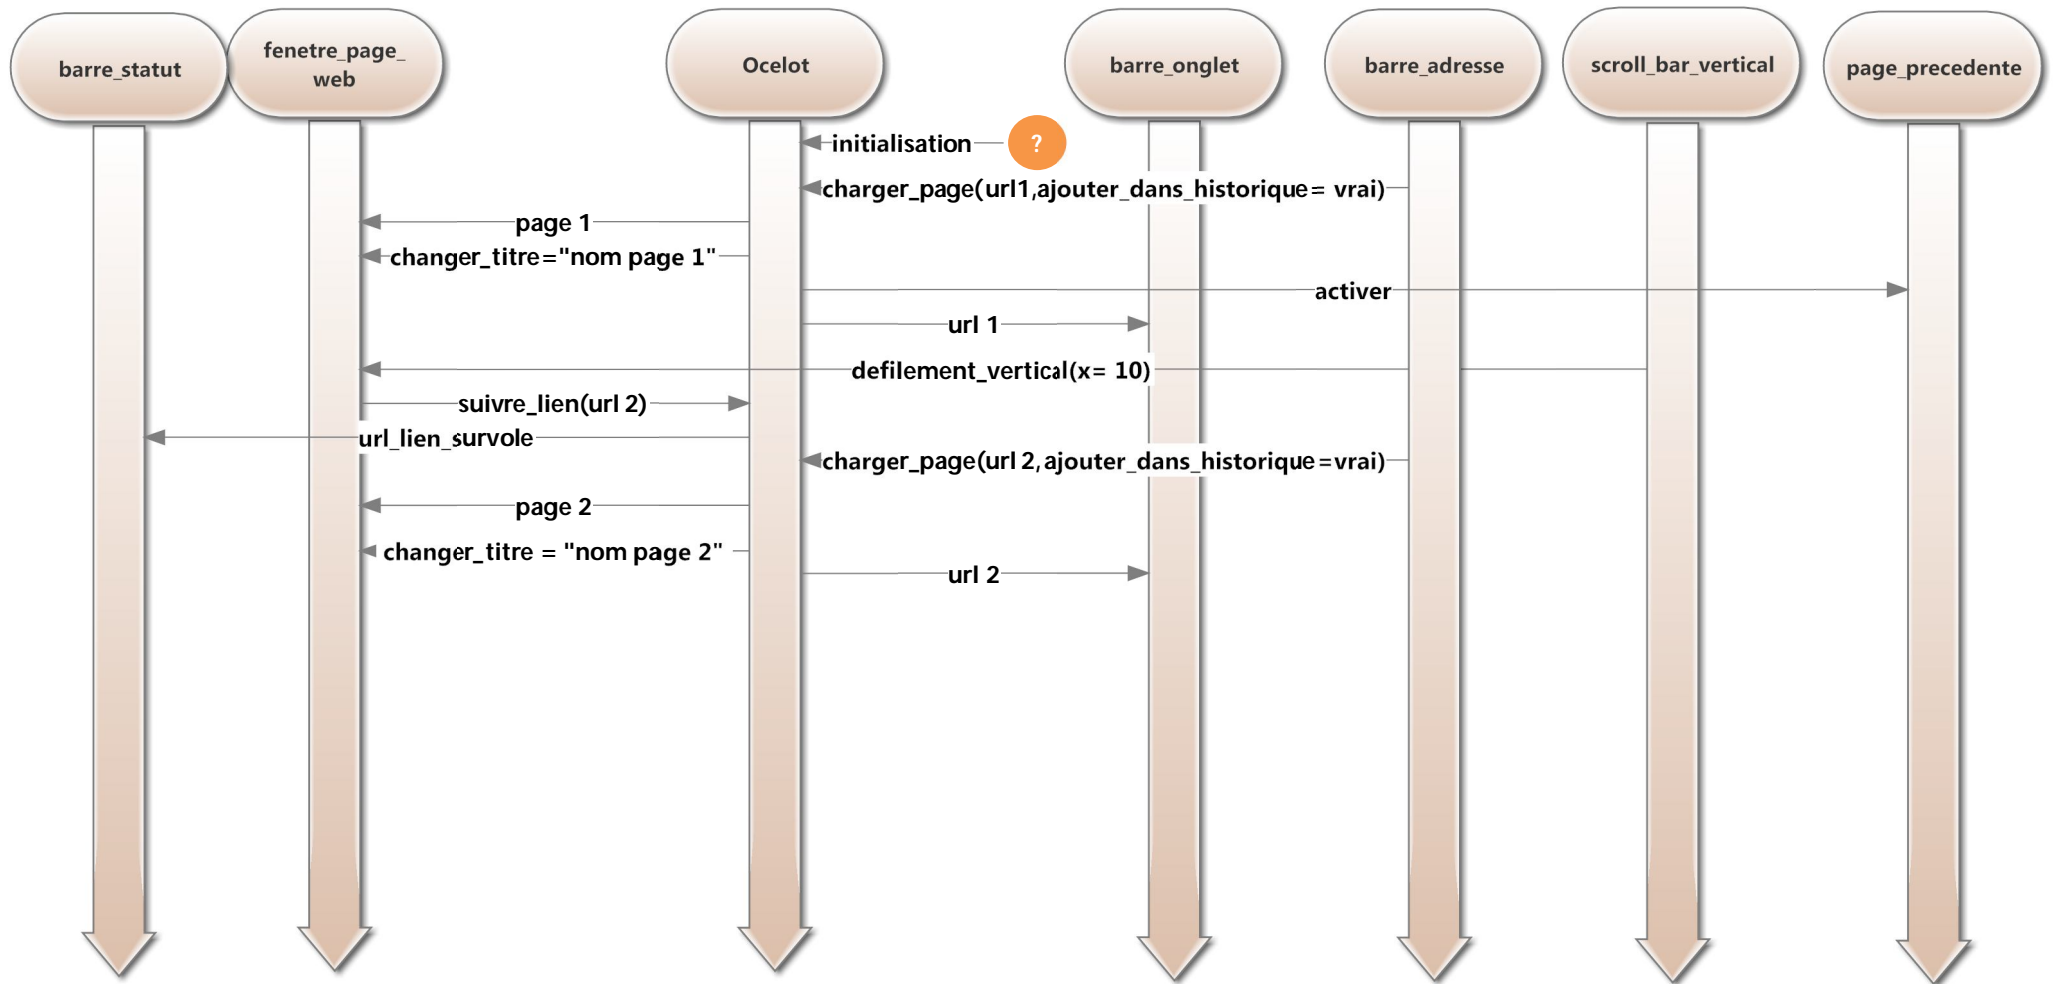 barre_statut
fenetre_page_
web
Ocelot
barre_onglet
barre_adresse
scroll_bar_vertical
page_precedente
initialisation
?
charger_page(url1,ajouter_dans_historique= vrai)
page 1
changer_titre="nom page 1"
activer
url 1
defilement_vertical(x= 10)
suivre_lien(url 2)
url_lien_survole
charger_page(url 2,ajouter_dans_historique=vrai)
page 2
changer_titre = "nom page 2"
url 2